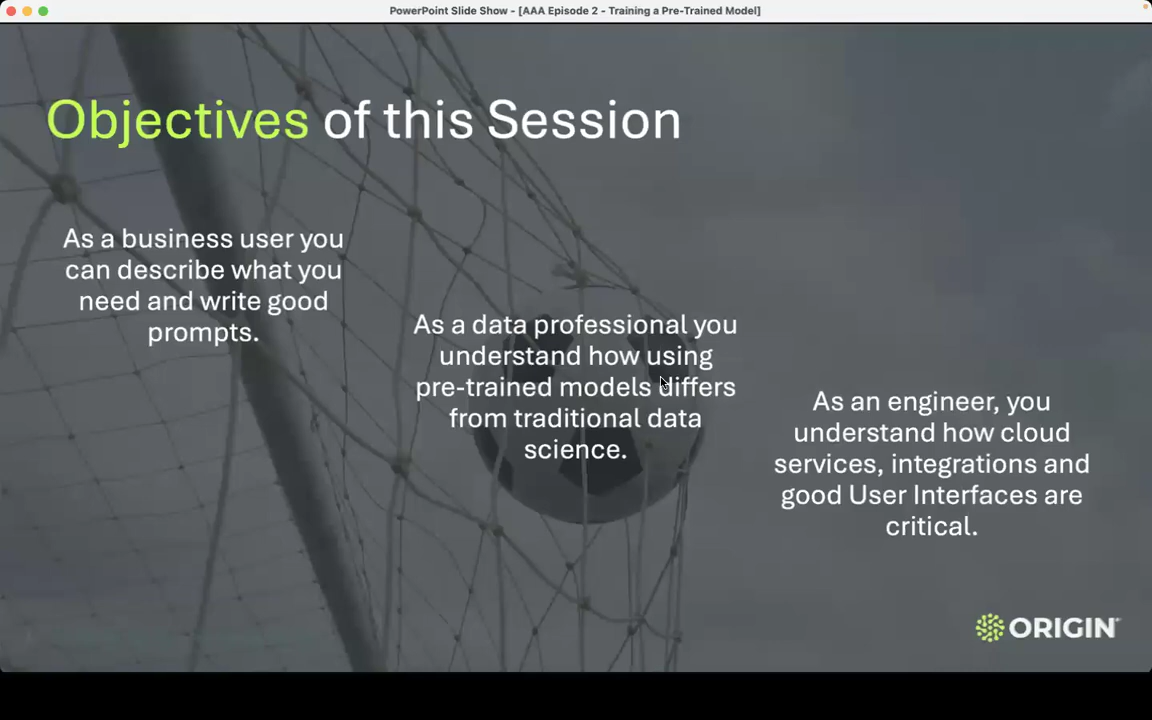 PowerPoint Slide Show - [AAA Episode 2 - Training a Pre-Trained Model]
Objectives of this Session
As a business user you
can describe what you
need and write good
prompts.
As a data professional you
understand how using
pre-trained models differs
from traditional data
science.
As an engineer, you
understand how cloud
services, integrations and
good User Interfaces are
critical.
ORIGIN